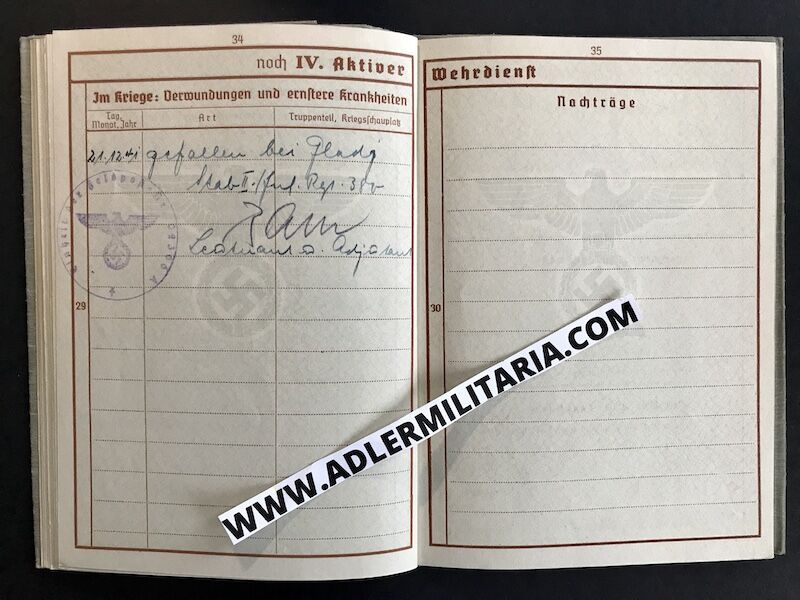 34
noch IV. Aktiver
Im Kriege: Verwundungen und ernstere Krankheiten
Tag, Monat, Jahr
Art
Truppenteil, Kriegsschauplatz
21.12.41 gefallen bei
Stab II./Inf. Rgt.
Leutnant u. Adjutant
29
35
Wehrdienst
Nachträge
30
WWW.ADLERMILITARIA.COM